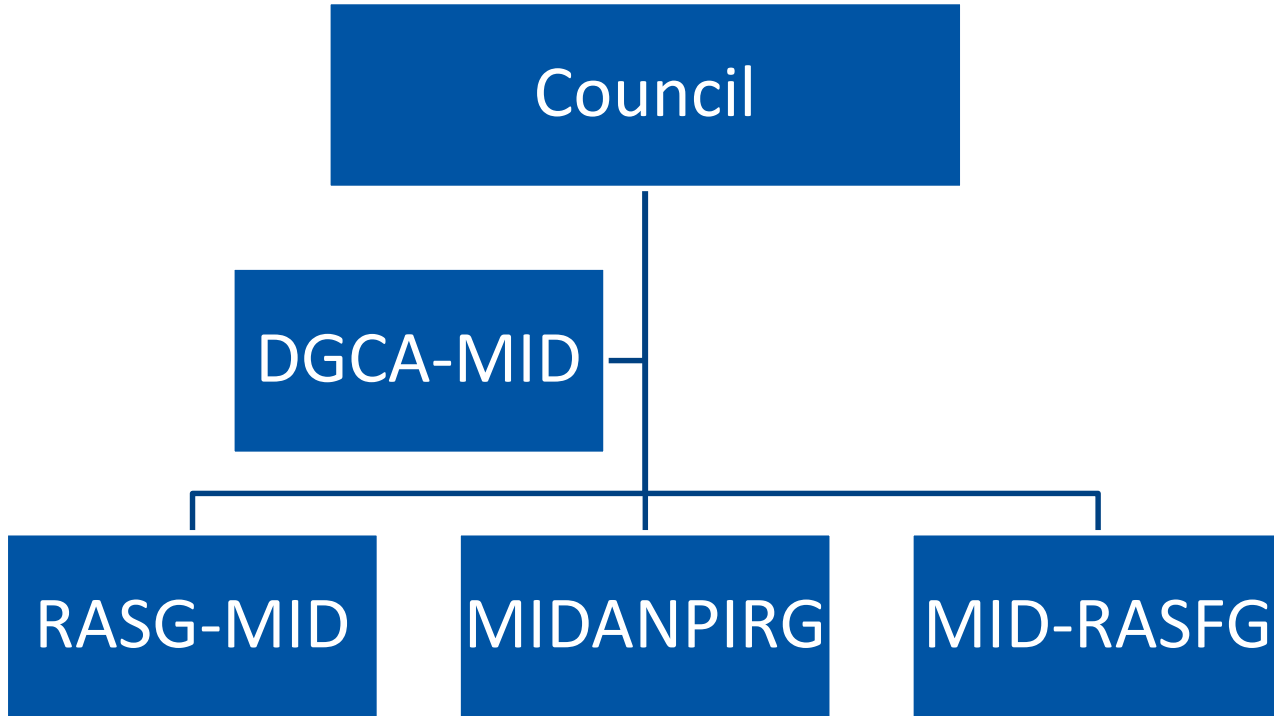 Council
DGCA-MID
RASG-MID
MIDANPIRG
MID-RASFG